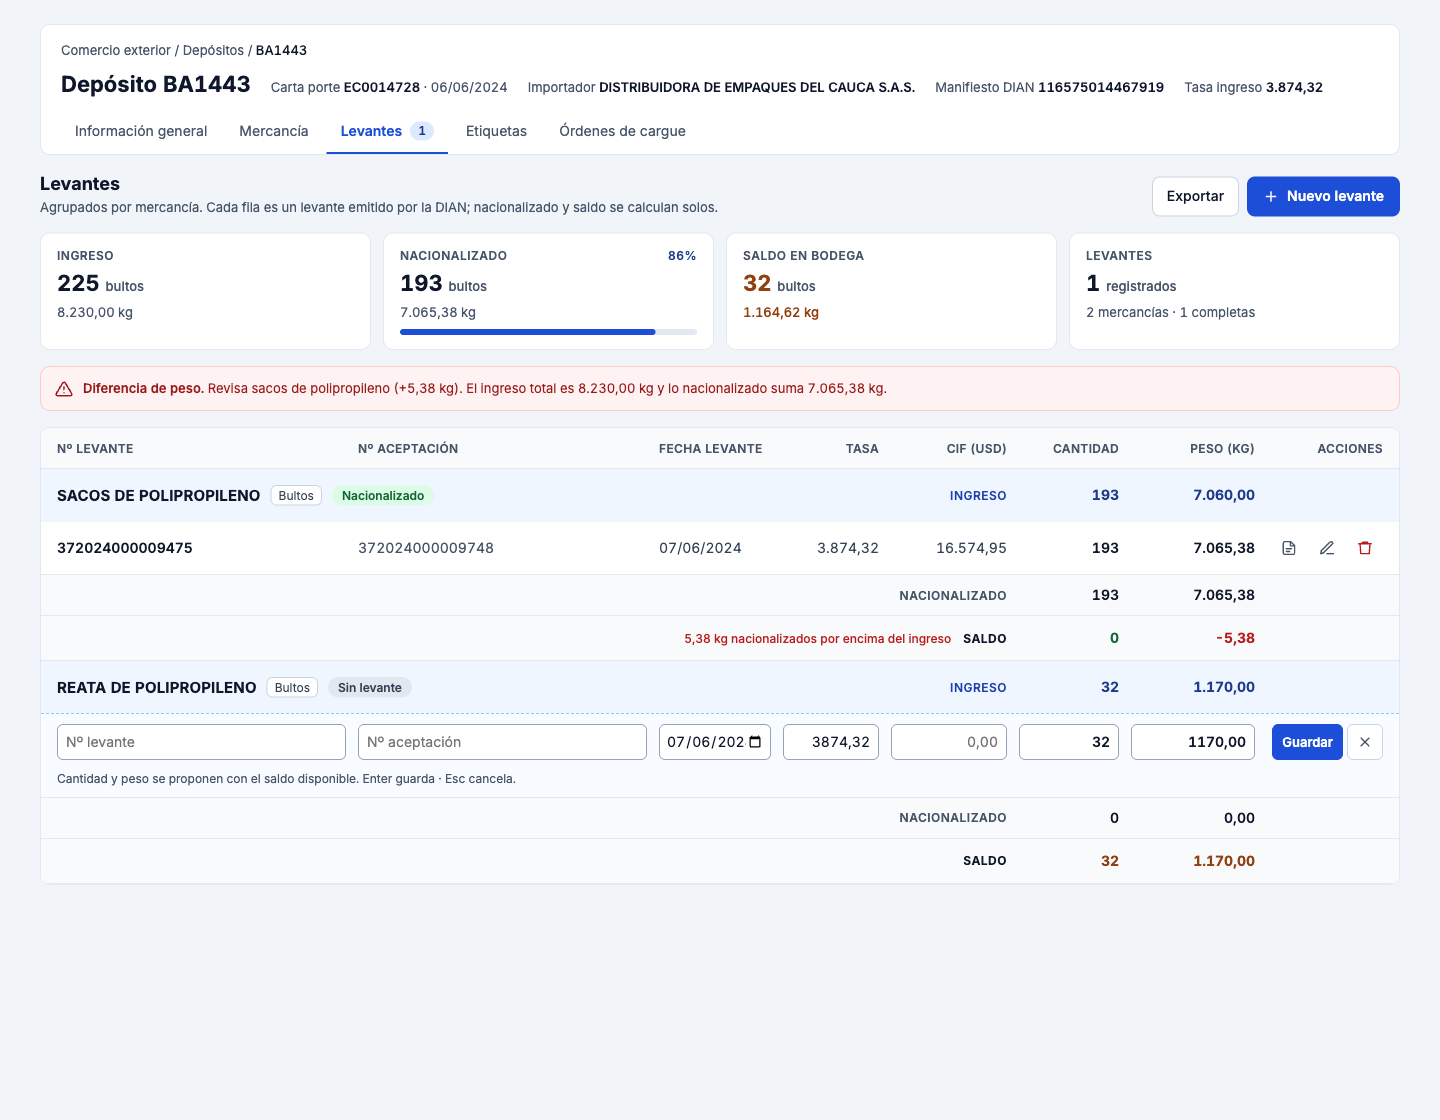 Comercio exterior / Depósitos / BA1443
Depósito BA1443 Carta porte EC0014728 · 06/06/2024 Importador DISTRIBUIDORA DE EMPAQUES DEL CAUCA S.A.S. Manifiesto DIAN 116575014467919 Tasa ingreso 3.874,32
Información general Mercancía Levantes 1 Etiquetas Órdenes de cargue
Levantes
Agrupados por mercancía. Cada fila es un levante emitido por la DIAN; nacionalizado y saldo se calculan solos.
Exportar + Nuevo levante
INGRESO
225 bultos
8.230,00 kg
NACIONALIZADO 86%
193 bultos
7.065,38 kg
SALDO EN BODEGA
32 bultos
1.164,62 kg
LEVANTES
1 registrados
2 mercancías · 1 completas
Diferencia de peso. Revisa sacos de polipropileno (+5,38 kg). El ingreso total es 8.230,00 kg y lo nacionalizado suma 7.065,38 kg.
Nº LEVANTE Nº ACEPTACIÓN FECHA LEVANTE TASA CIF (USD) CANTIDAD PESO (KG) ACCIONES
SACOS DE POLIPROPILENO Bultos Nacionalizado INGRESO 193 7.060,00
372024000009475 372024000009748 07/06/2024 3.874,32 16.574,95 193 7.065,38
NACIONALIZADO 193 7.065,38
5,38 kg nacionalizados por encima del ingreso SALDO 0 -5,38
REATA DE POLIPROPILENO Bultos Sin levante INGRESO 32 1.170,00
Nº levante Nº aceptación 07/06/202 3874,32 0,00 32 1170,00 Guardar ×
Cantidad y peso se proponen con el saldo disponible. Enter guarda · Esc cancela.
NACIONALIZADO 0 0,00
SALDO 32 1.170,00